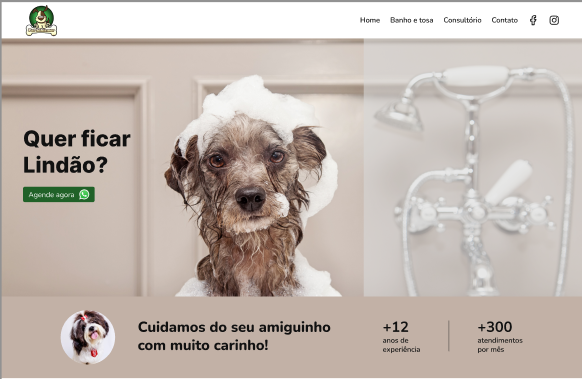 Home Banho e tosa Consultório Contato
Quer ficar
Lindão?
Agende agora
Cuidamos do seu amiguinho
com muito carinho!
+12
anos de
experiência
+300
atendimentos
por mês